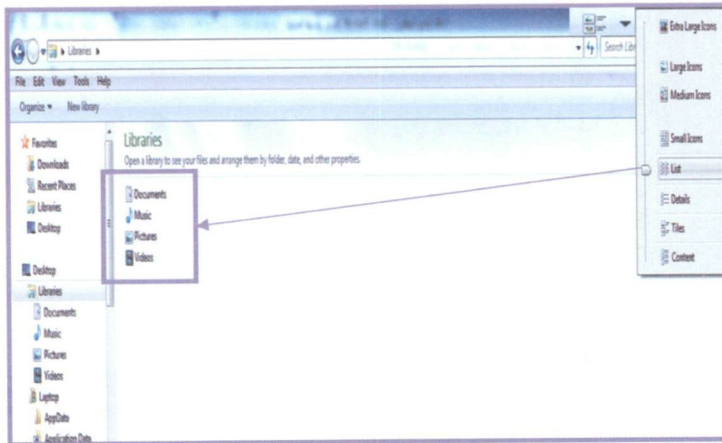 Libraries
Search Libr
File Edit View Tools Help
Organize New library
Favorites
Downloads
Recent Places
Libraries
Desktop
Desktop
Libraries
Documents
Music
Pictures
Videos
Laptop
AppData
Application Data
Libraries
Open a library to see your files and arrange them by folder, date, and other properties.
Documents
Music
Pictures
Videos
Extra Large Icons
Large Icons
Medium Icons
Small Icons
List
Details
Tiles
Content